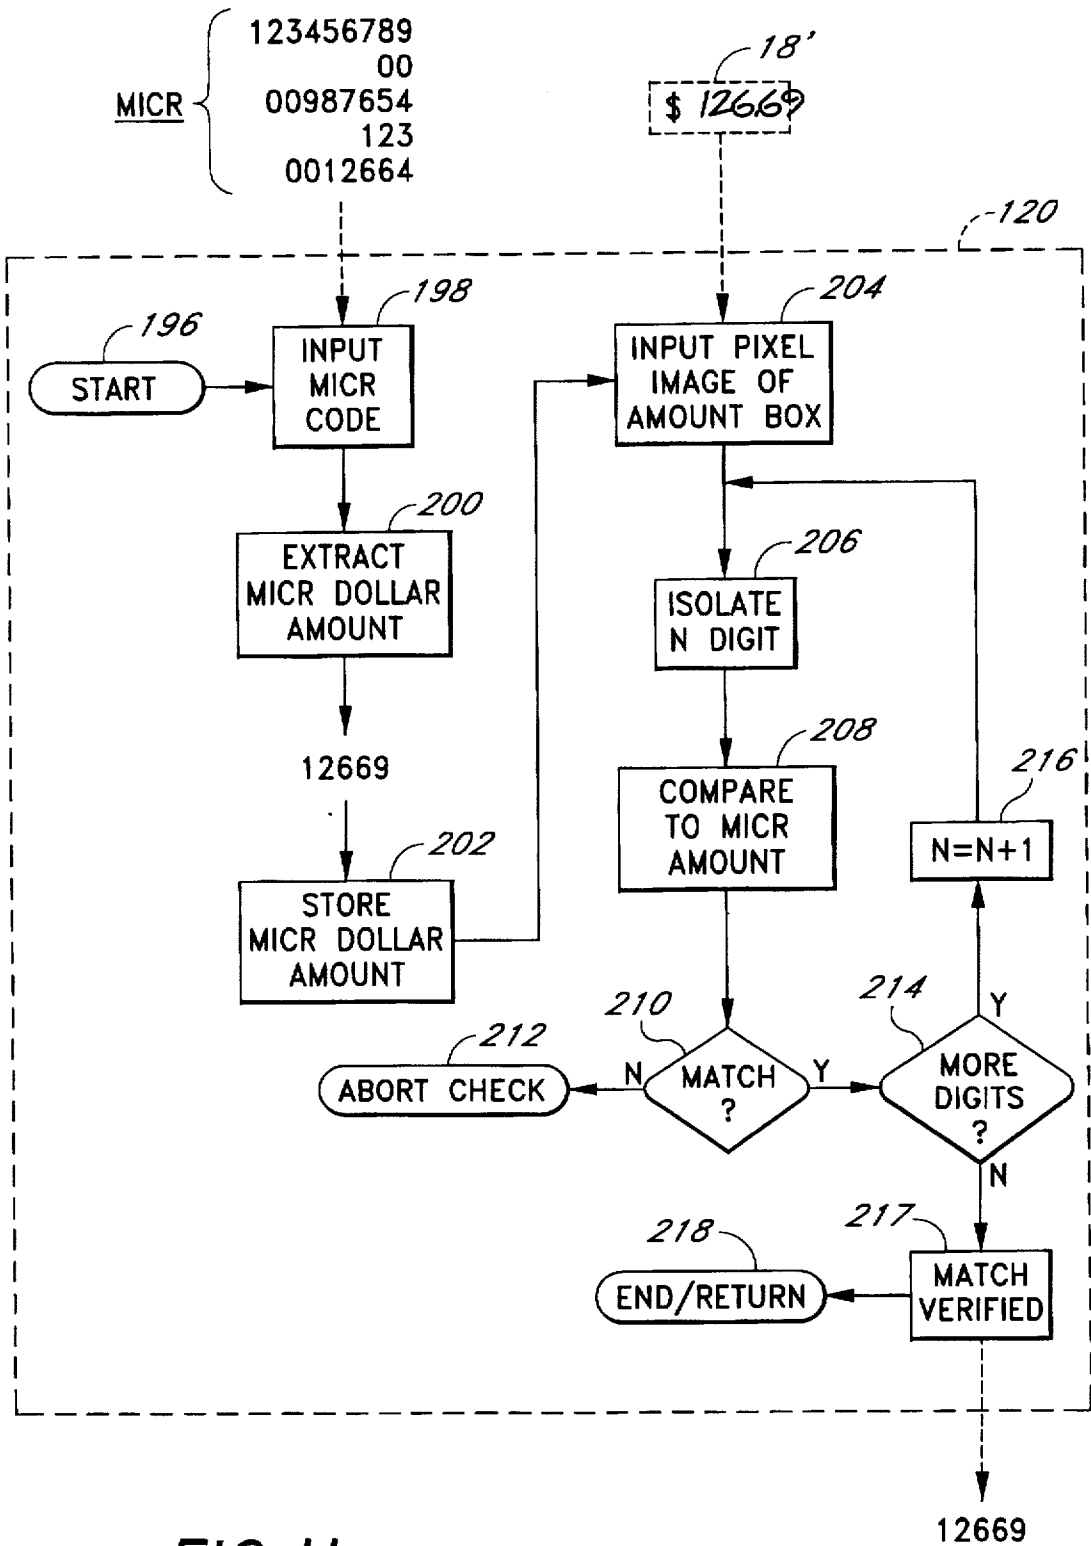 123456789
00
MICR
00987654
123
0012664
18'
$ 126.69
120
196
START
198
INPUT
MICR
CODE
204
INPUT PIXEL
IMAGE OF
AMOUNT BOX
200
EXTRACT
MICR DOLLAR
AMOUNT
206
ISOLATE
N DIGIT
12669
208
COMPARE
TO MICR
AMOUNT
216
N=N+1
202
STORE
MICR DOLLAR
AMOUNT
210
MATCH
?
N
Y
212
ABORT CHECK
214
MORE
DIGITS
?
Y
N
217
MATCH
VERIFIED
218
END/RETURN
12669